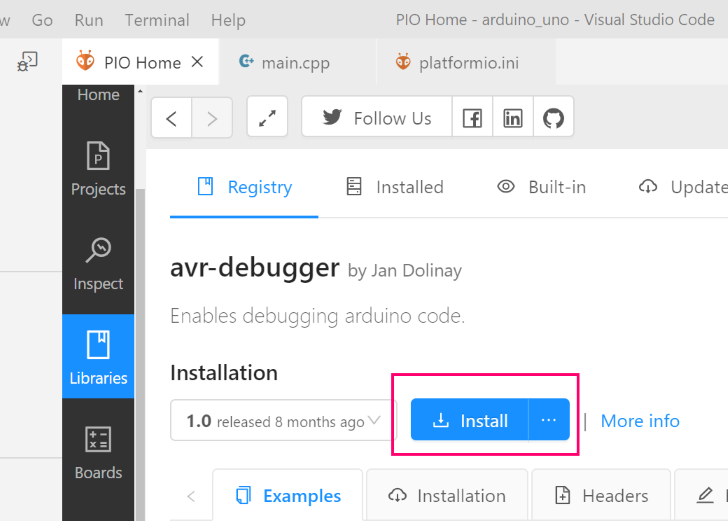 Go Run Terminal Help PIO Home - arduino_uno - Visual Studio Code
PIO Home main.cpp platformio.ini
Home
Follow Us
Projects
Registry Installed Built-in
Inspect
avr-debugger by Jan Dolinay
Enables debugging arduino code.
Libraries
Installation
1.0 released 8 months ago Install ... | More info
Boards
Examples Installation Headers